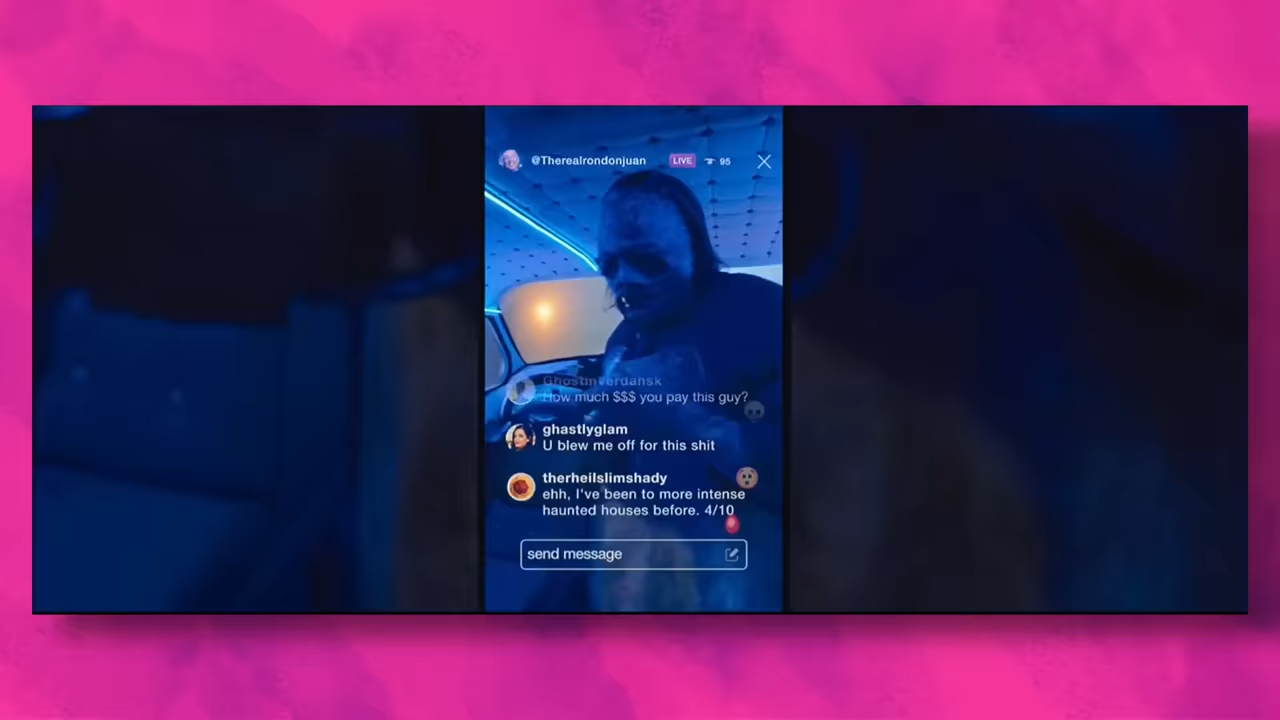 @Therealrondonjuan LIVE 95
GhostinVerdansk
How much $$$ you pay this guy?
ghastlyglam
U blew me off for this shit
therheilslimshady
ehh, I've been to more intense
haunted houses before. 4/10
send message